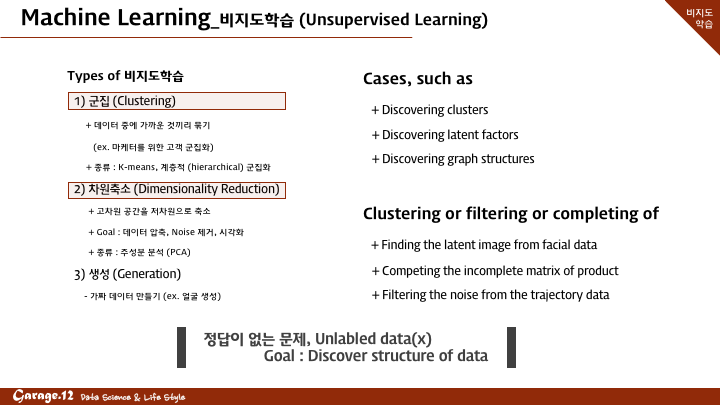 Machine Learning_비지도학습 (Unsupervised Learning)
비지도
학습
Types of 비지도학습
1) 군집 (Clustering)
+ 데이터 중에 가까운 것끼리 묶기
(ex. 마케터를 위한 고객 군집화)
+ 종류 : K-means, 계층적 (hierarchical) 군집화
2) 차원축소 (Dimensionality Reduction)
+ 고차원 공간을 저차원으로 축소
+ Goal : 데이터 압축, Noise 제거, 시각화
+ 종류 : 주성분 분석 (PCA)
3) 생성 (Generation)
- 가짜 데이터 만들기 (ex. 얼굴 생성)
Cases, such as
+ Discovering clusters
+ Discovering latent factors
+ Discovering graph structures
Clustering or filtering or completing of
+ Finding the latent image from facial data
+ Competing the incomplete matrix of product
+ Filtering the noise from the trajectory data
정답이 없는 문제, Unlabled data(x)
Goal : Discover structure of data
Garage.12 Data Science & Life Style